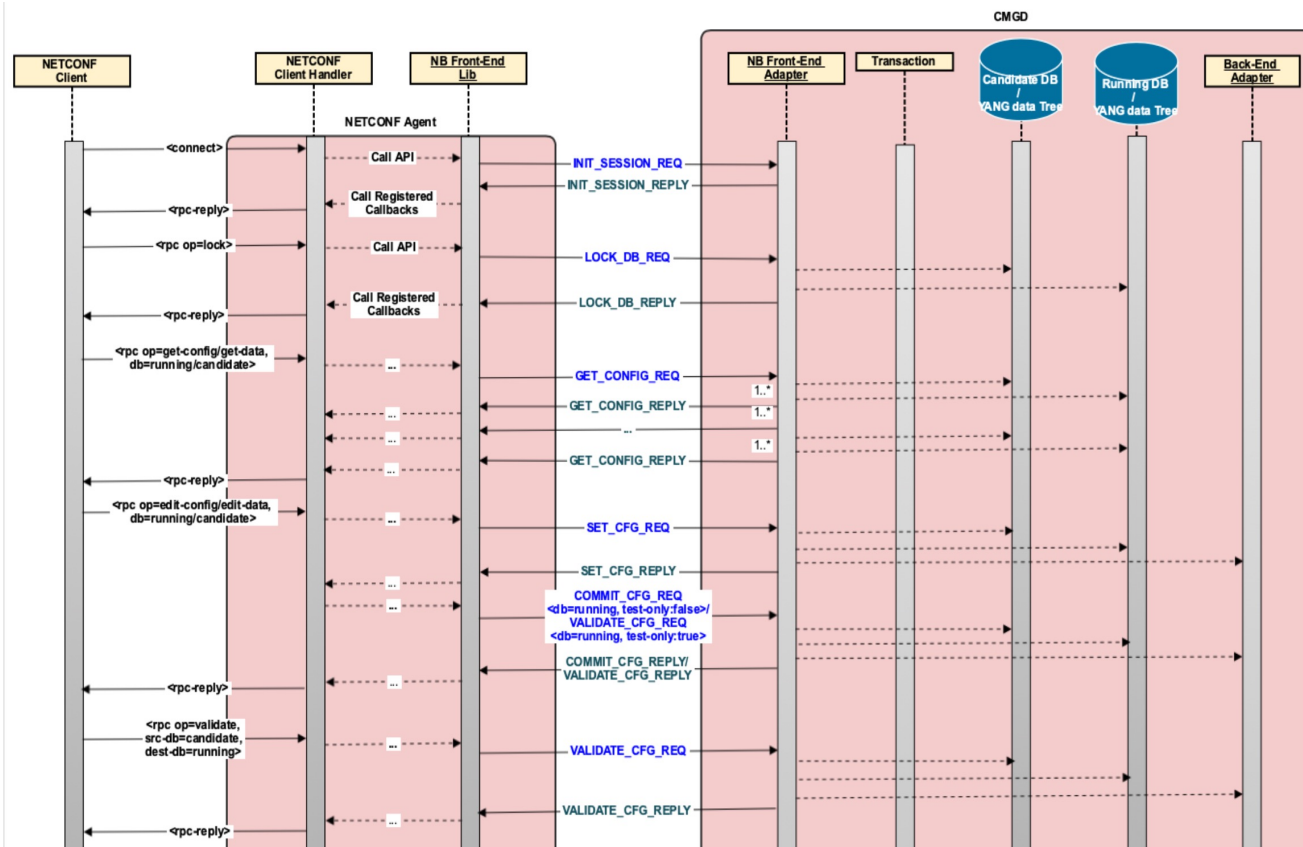 CMGD
NETCONF
Client
NETCONF
Client Handler
NB Front-End
Lib
NB Front-End
Adapter
Transaction
Candidate DB
/
YANG data Tree
Running DB
/
YANG data Tree
Back-End
Adapter
NETCONF Agent
<connect>
Call API
INIT_SESSION_REQ
INIT_SESSION_REPLY
Call Registered
Callbacks
<rpc-reply>
<rpc op=lock>
Call API
LOCK_DB_REQ
LOCK_DB_REPLY
Call Registered
Callbacks
<rpc-reply>
<rpc op=get-config/get-data,
db=running/candidate>
...
GET_CONFIG_REQ
1..*
GET_CONFIG_REPLY
1..*
...
...
...
1..*
GET_CONFIG_REPLY
...
<rpc-reply>
<rpc op=edit-config/edit-data,
db=running/candidate>
...
SET_CFG_REQ
SET_CFG_REPLY
...
...
COMMIT_CFG_REQ
<db=running, test-only:false>/
VALIDATE_CFG_REQ
<db=running, test-only:true>
COMMIT_CFG_REPLY/
VALIDATE_CFG_REPLY
...
<rpc-reply>
<rpc op=validate,
src-db=candidate,
dest-db=running>
...
VALIDATE_CFG_REQ
VALIDATE_CFG_REPLY
...
<rpc-reply>